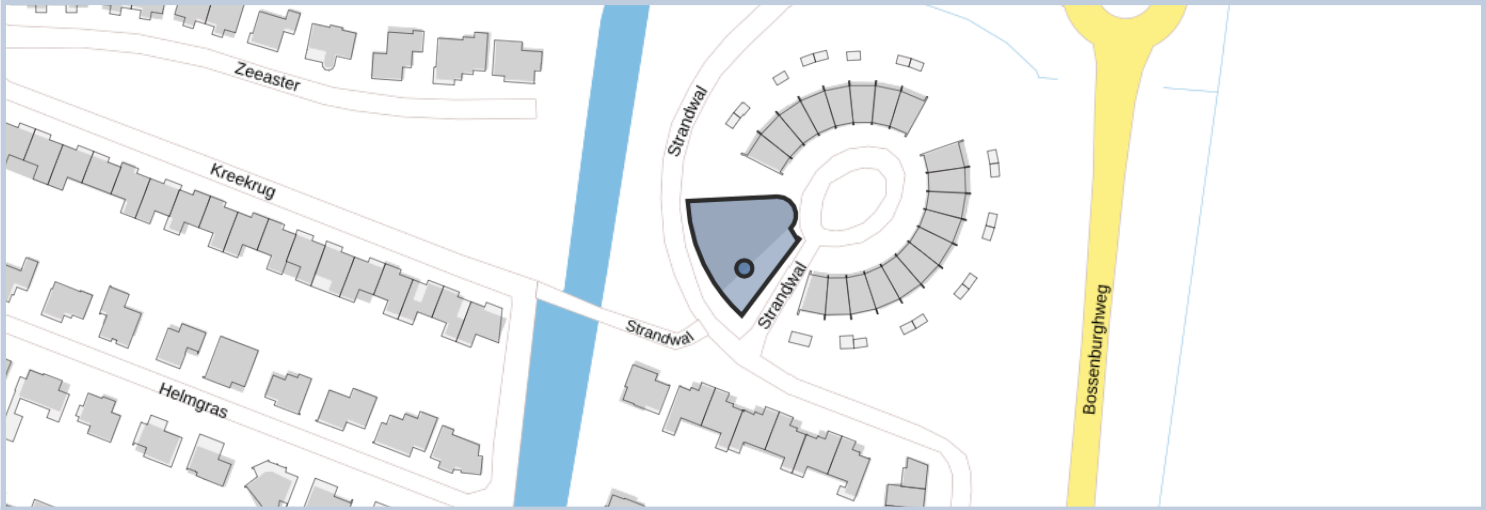 Zeeaster
Strandwal
Kreekrug
Strandwal
Strandwal
Bossenburghweg
Helmgras